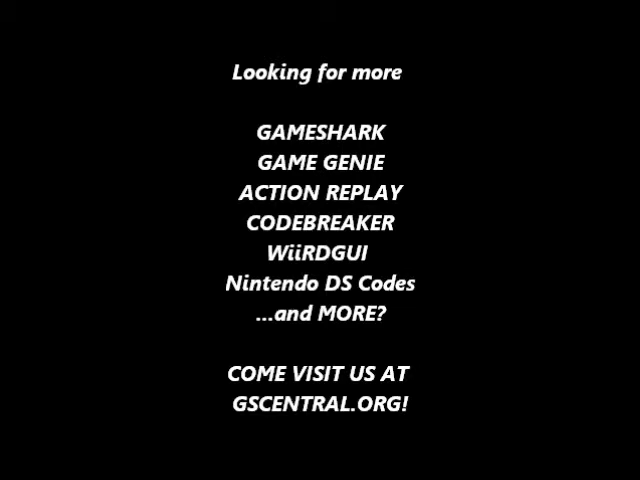 Looking for more
GAMESHARK
GAME GENIE
ACTION REPLAY
CODEBREAKER
WiiRDGUI
Nintendo DS Codes
...and MORE?
COME VISIT US AT
GSCENTRAL.ORG!